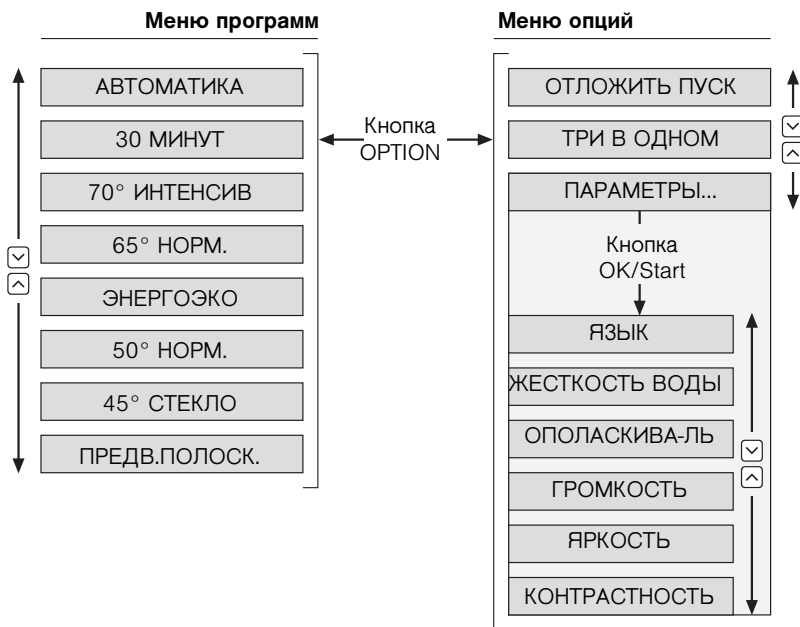 Меню программ
АВТОМАТИКА
30 МИНУТ
70° ИНТЕНСИВ
65° НОРМ.
ЭНЕРГОЭКО
50° НОРМ.
45° СТЕКЛО
ПРЕДВ.ПОЛОСК.
Кнопка
OPTION
Меню опций
ОТЛОЖИТЬ ПУСК
ТРИ В ОДНОМ
ПАРАМЕТРЫ...
Кнопка
OK/Start
ЯЗЫК
ЖЕСТКОСТЬ ВОДЫ
ОПОЛАСКИВА-ЛЬ
ГРОМКОСТЬ
ЯРКОСТЬ
КОНТРАСТНОСТЬ